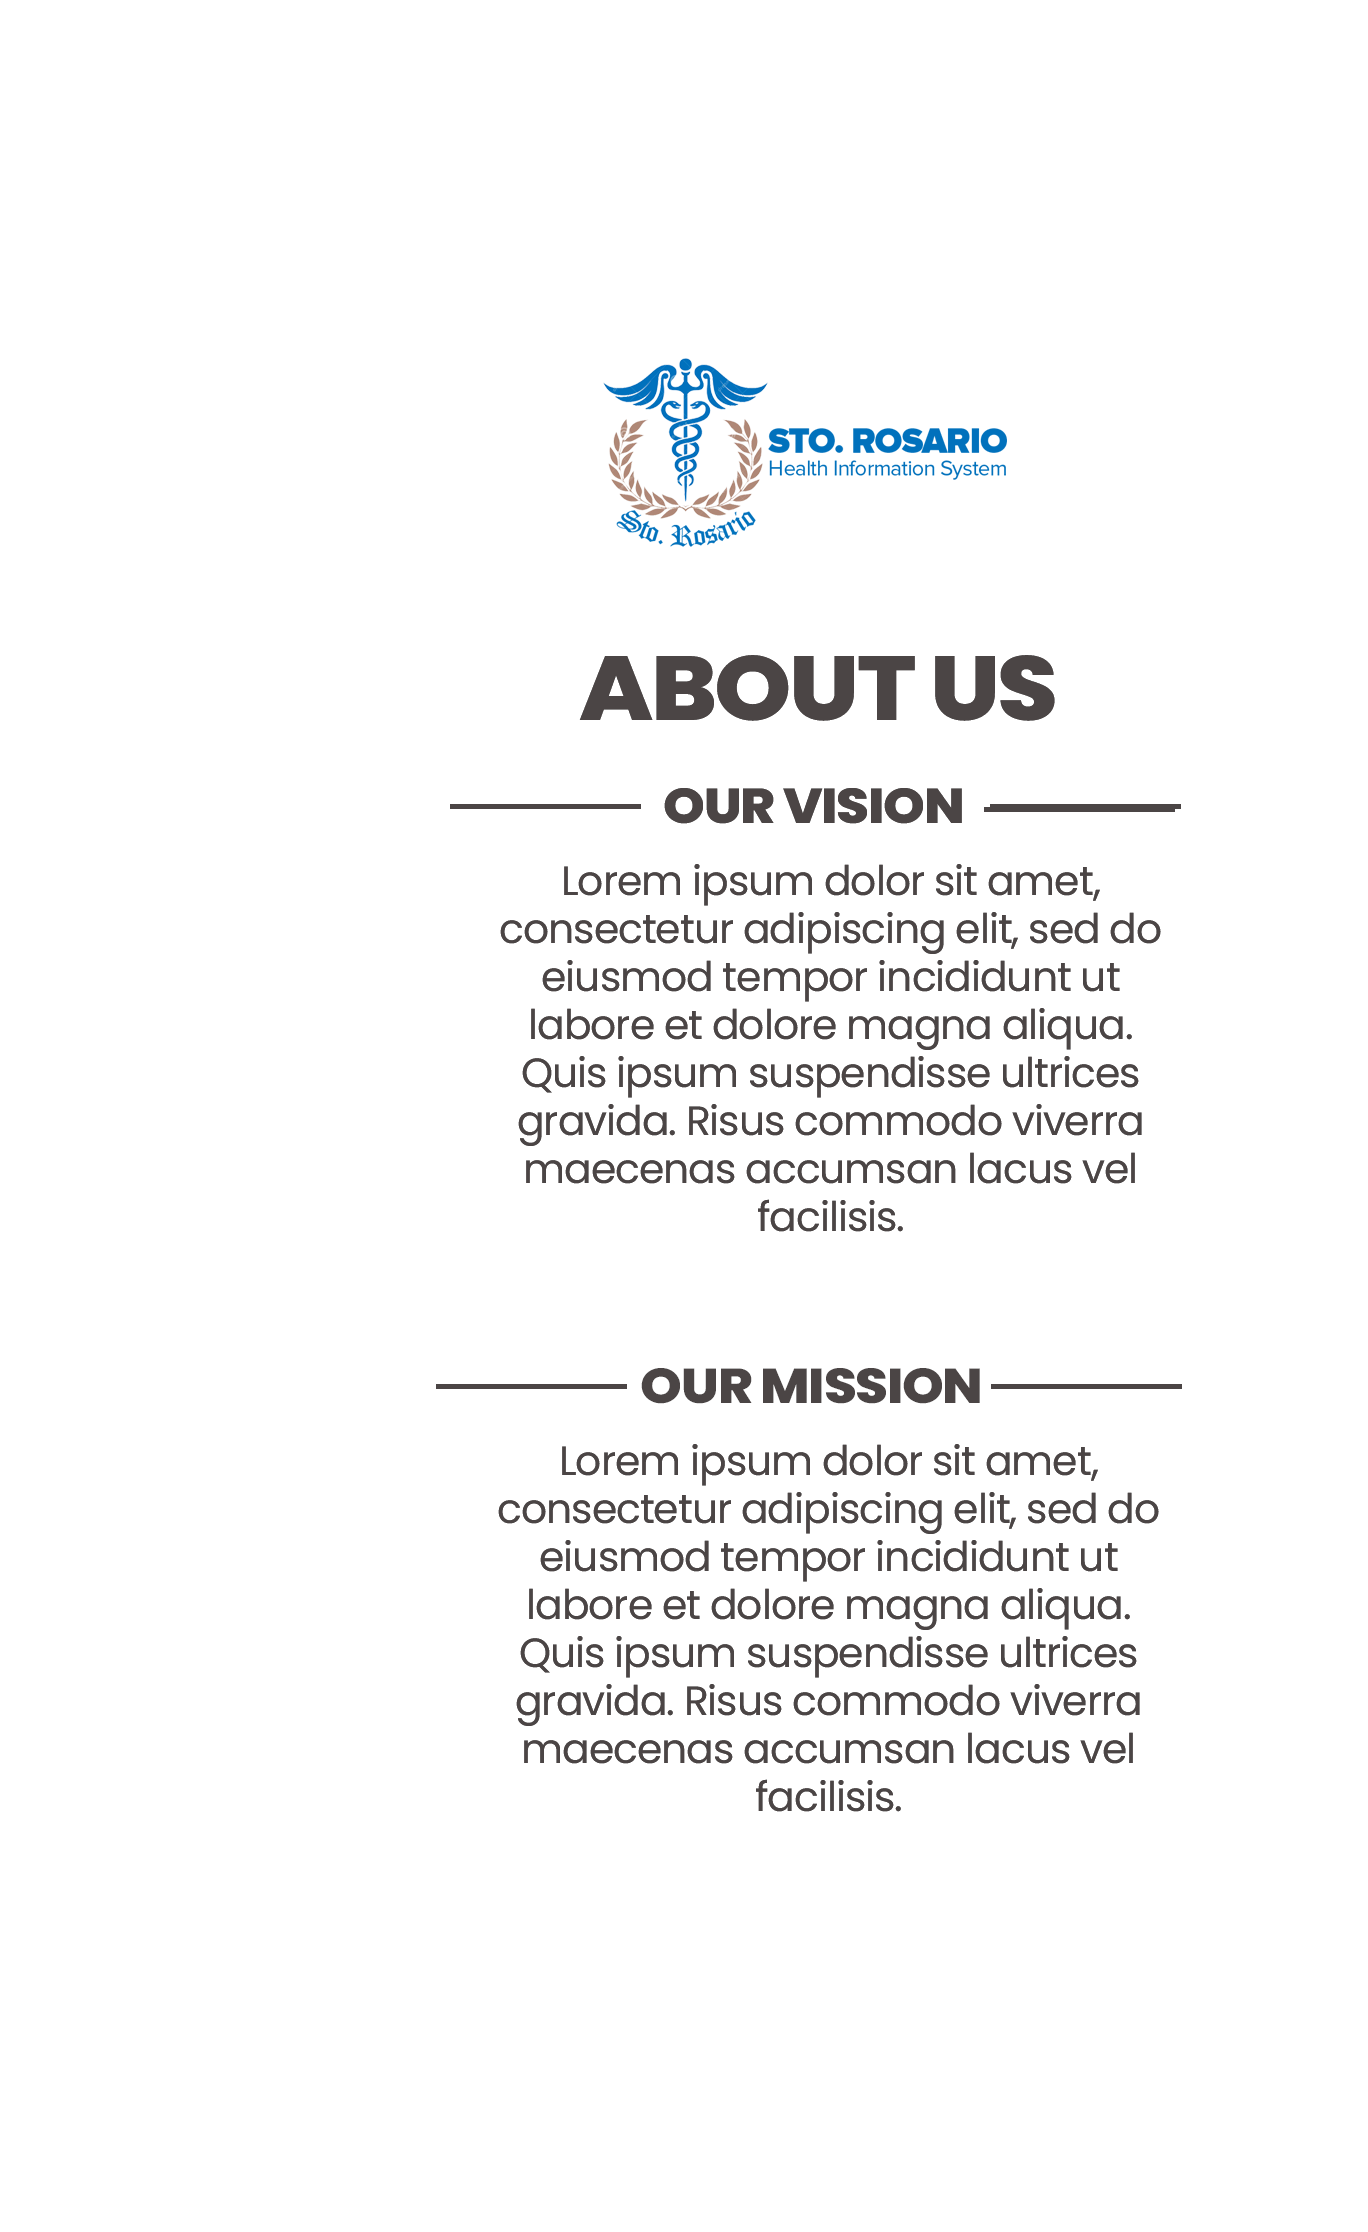 STO. ROSARIO
Health Information System
Sto. Rosario
ABOUT US
OUR VISION
Lorem ipsum dolor sit amet,
consectetur adipiscing elit, sed do
eiusmod tempor incididunt ut
labore et dolore magna aliqua.
Quis ipsum suspendisse ultrices
gravida. Risus commodo viverra
maecenas accumsan lacus vel
facilisis.
OUR MISSION
Lorem ipsum dolor sit amet,
consectetur adipiscing elit, sed do
eiusmod tempor incididunt ut
labore et dolore magna aliqua.
Quis ipsum suspendisse ultrices
gravida. Risus commodo viverra
maecenas accumsan lacus vel
facilisis.